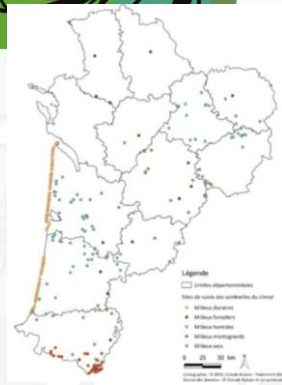 Légende
Limites départementales
Sites de suivis des sentinelles du climat
Milieux dunaires
Milieux forestiers
Milieux humides
Milieux montagnards
Milieux secs
0 25 50 km